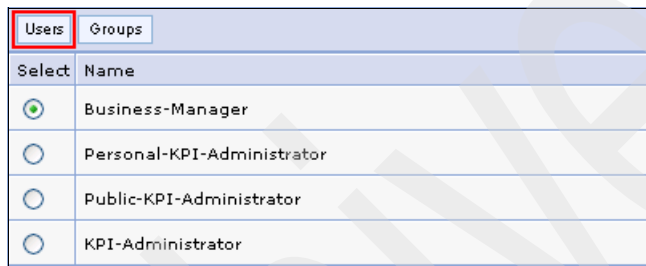 Users Groups
Select Name
Business-Manager
Personal-KPI-Administrator
Public-KPI-Administrator
KPI-Administrator